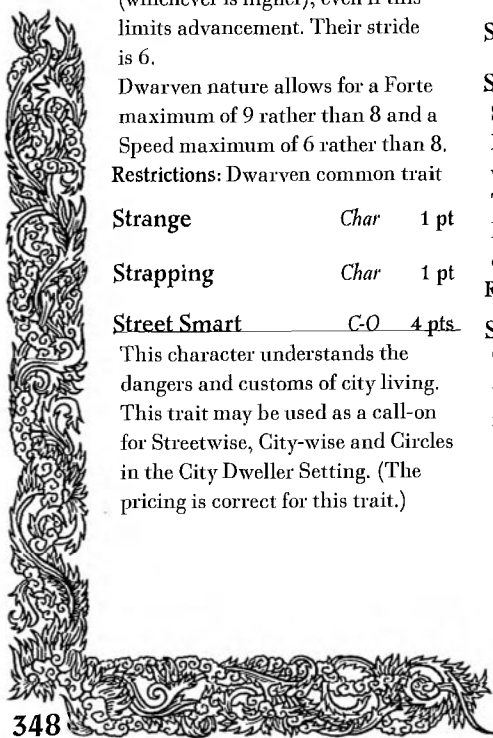 (whichever is higher), even if this
limits advancement. Their stride
is 6.
Dwarven nature allows for a Forte
maximum of 9 rather than 8 and a
Speed maximum of 6 rather than 8.
Restrictions: Dwarven common trait
Strange Char 1 pt
Strapping Char 1 pt
Street Smart C-O 4 pts
This character understands the
dangers and customs of city living.
This trait may be used as a call-on
for Streetwise, City-wise and Circles
in the City Dweller Setting. (The
pricing is correct for this trait.)
348